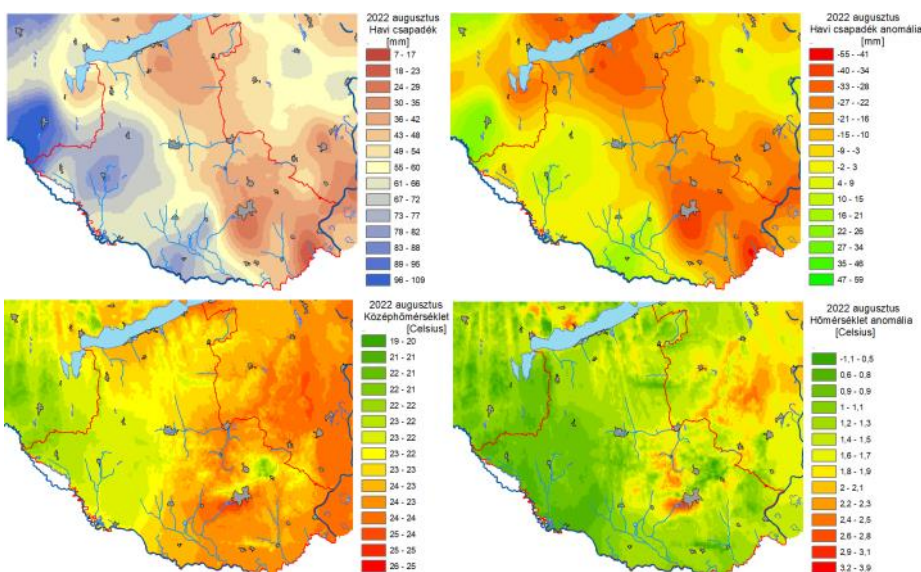 2022 augusztus
Havi csapadék
[mm]
7 - 17
18 - 23
24 - 29
30 - 35
36 - 42
43 - 48
49 - 54
55 - 60
61 - 66
67 - 72
73 - 77
78 - 82
83 - 88
89 - 95
96 - 109
2022 augusztus
Havi csapadék anomália
[mm]
-55 - -41
-40 - -34
-33 - -28
-27 - -22
-21 - -16
-15 - -10
-9 - -3
-2 - 3
4 - 9
10 - 15
16 - 21
22 - 26
27 - 34
35 - 46
47 - 59
2022 augusztus
Középhőmérséklet
[Celsius]
19 - 20
21 - 21
22 - 21
22 - 21
22 - 22
23 - 22
23 - 22
23 - 22
23 - 23
24 - 23
24 - 23
24 - 24
25 - 24
25 - 25
26 - 25
2022 augusztus
Hőmérséklet anomália
[Celsius]
-1,1 - 0,5
0,6 - 0,8
0,9 - 0,9
1 - 1,1
1,2 - 1,3
1,4 - 1,5
1,6 - 1,7
1,8 - 1,9
2 - 2,1
2,2 - 2,3
2,4 - 2,5
2,6 - 2,8
2,9 - 3,1
3,2 - 3,9